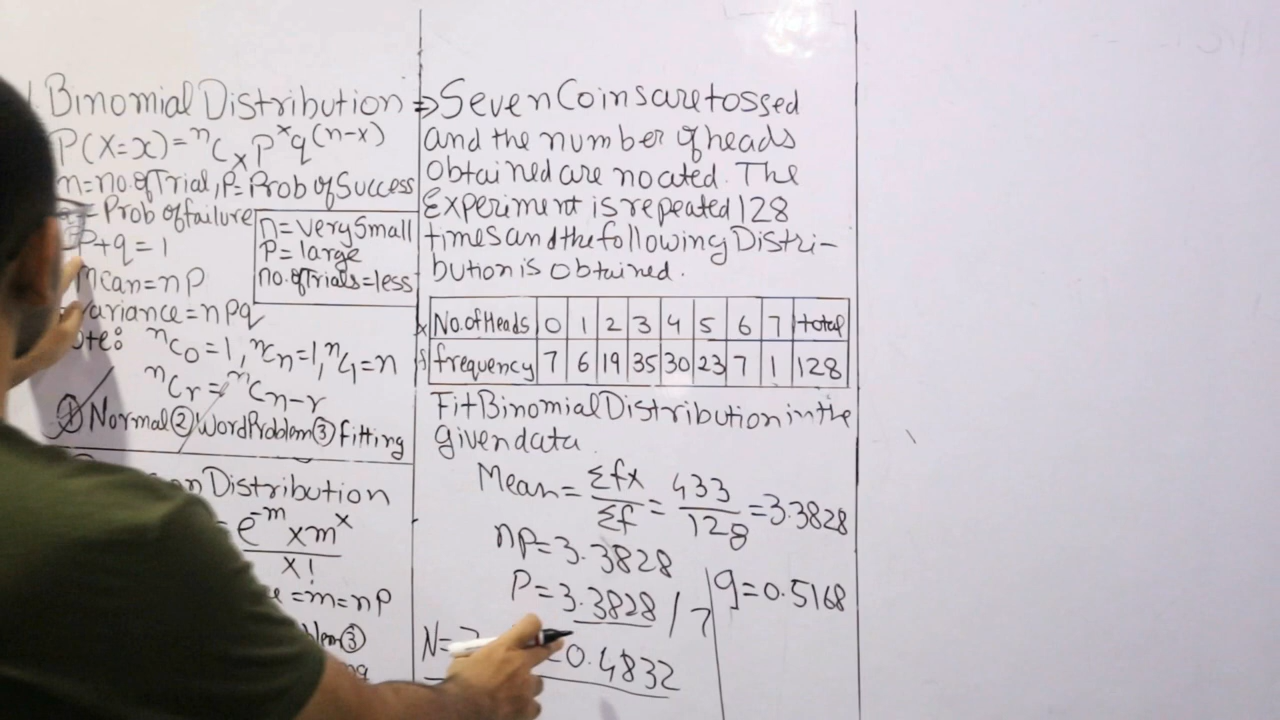 Binomial Distribution
P(X=x)=ⁿCₓ pˣ q⁽ⁿ⁻ˣ⁾
n=no.of Trial, P=Prob of Success
=Prob of failure
P+q=1
mean=np
variance=npq
n=very Small
P=large
no.of Trials=less
ⁿC₀=1, ⁿCₙ=1, ⁿC₁=n
ⁿCᵣ=ⁿCₙ₋ᵣ
① Normal ② Word Problem ③ fitting
Distribution
e⁻ᵐ × mˣ
x!
=m=np
③
⇒ Seven Coins are tossed
and the number of heads
obtained are nocated. The
Experiment is repeated 128
times and the following Distri-
bution is obtained.
x No.of Heads 0 1 2 3 4 5 6 7 total
f frequency 7 6 19 35 30 23 7 1 128
Fit Binomial Distribution in the
given data.
Mean = Σfx/Σf = 433/128 = 3.3828
np=3.3828
P=3.3828/7
=0.4832
q=0.5168
N=